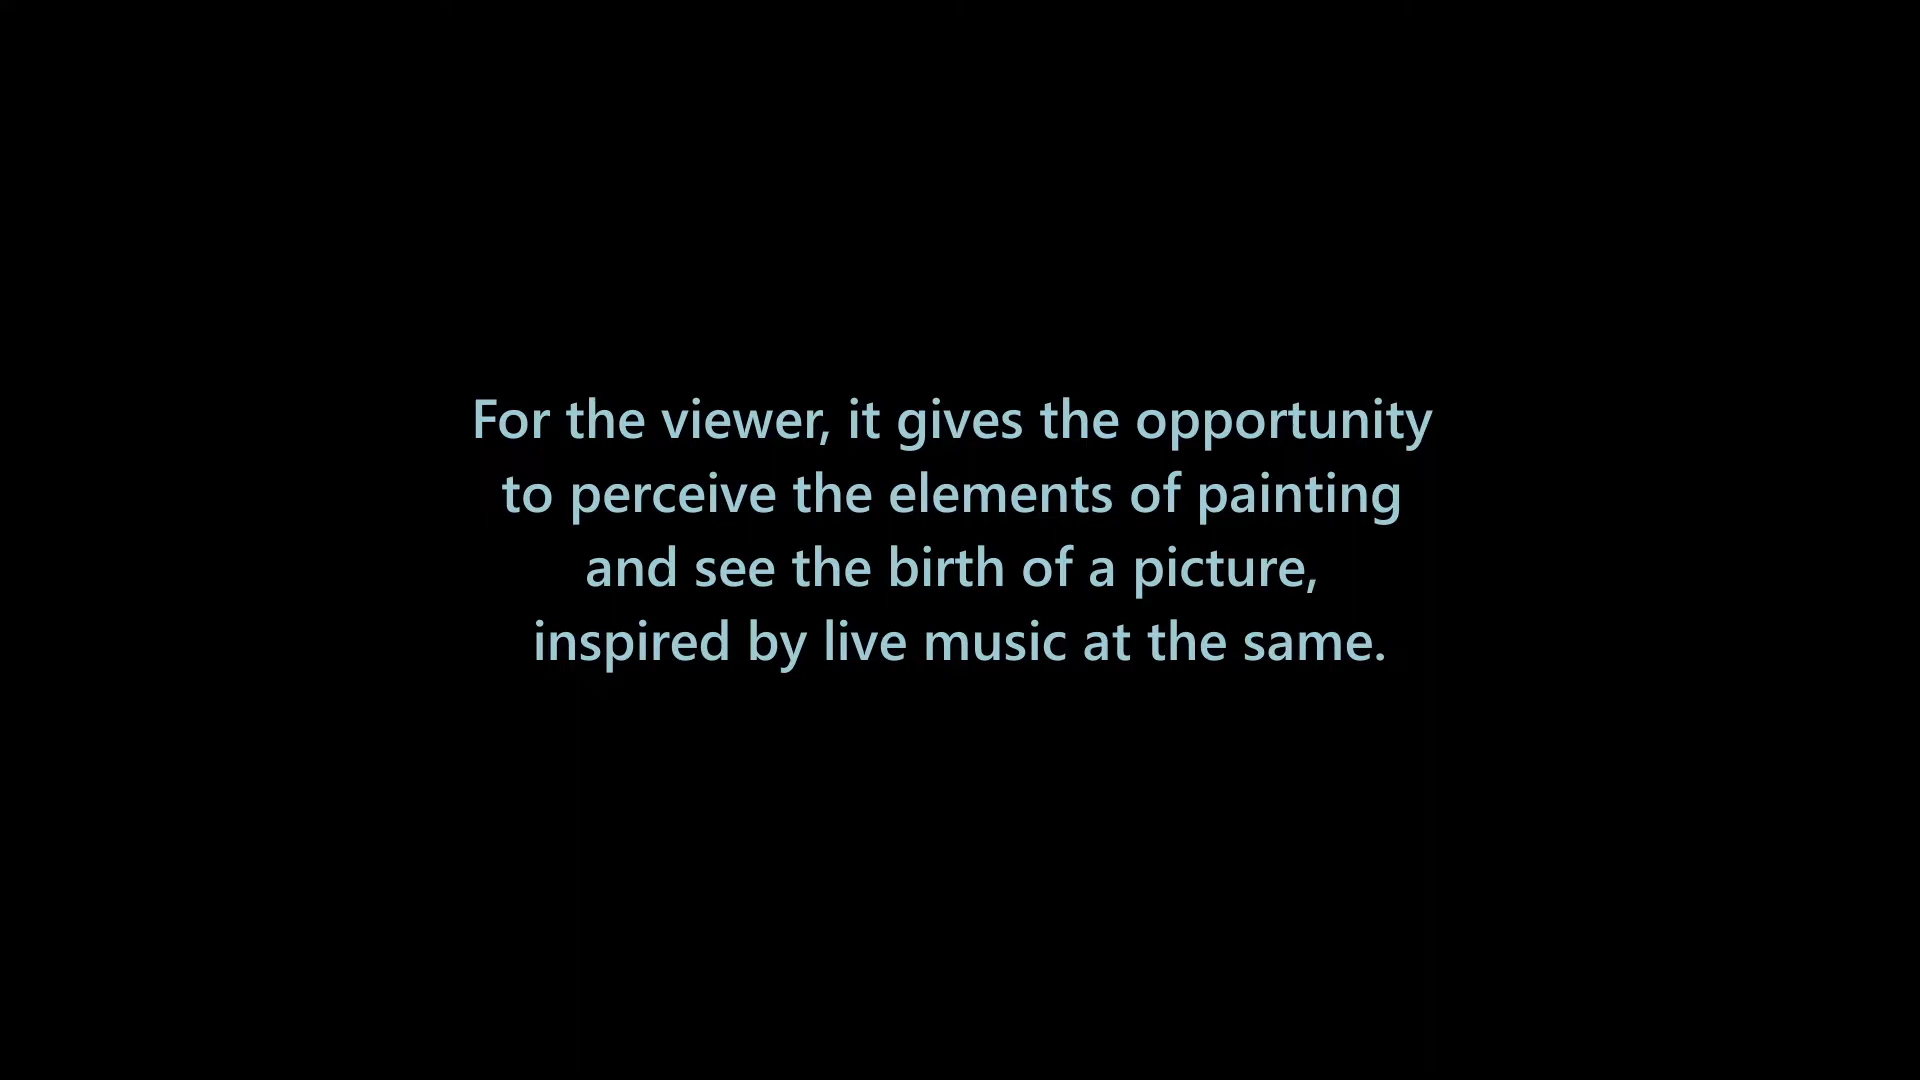 For the viewer, it gives the opportunity
to perceive the elements of painting
and see the birth of a picture,
inspired by live music at the same.